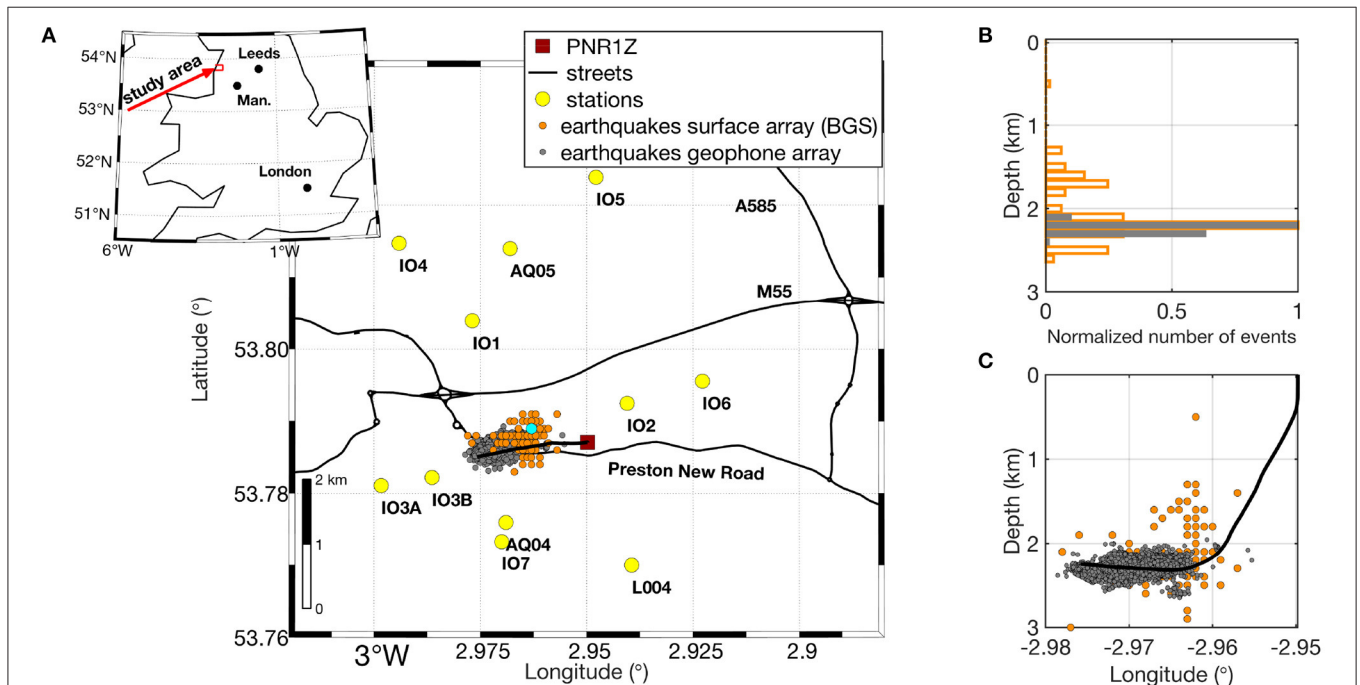 A
54°N
53°N
52°N
51°N
6°W
1°W
study area
Leeds
Man.
London
PNR1Z
streets
stations
earthquakes surface array (BGS)
earthquakes geophone array
IO5
A585
IO4
AQ05
M55
IO1
IO6
IO2
Preston New Road
IO3A
IO3B
AQ04
IO7
L004
2 km
1
0
Latitude (°)
53.80
53.78
53.76
3°W
2.975
2.95
2.925
2.9
Longitude (°)
B
0
1
2
3
Depth (km)
0
0.5
1
Normalized number of events
C
0
1
2
3
Depth (km)
-2.98
-2.97
-2.96
-2.95
Longitude (°)